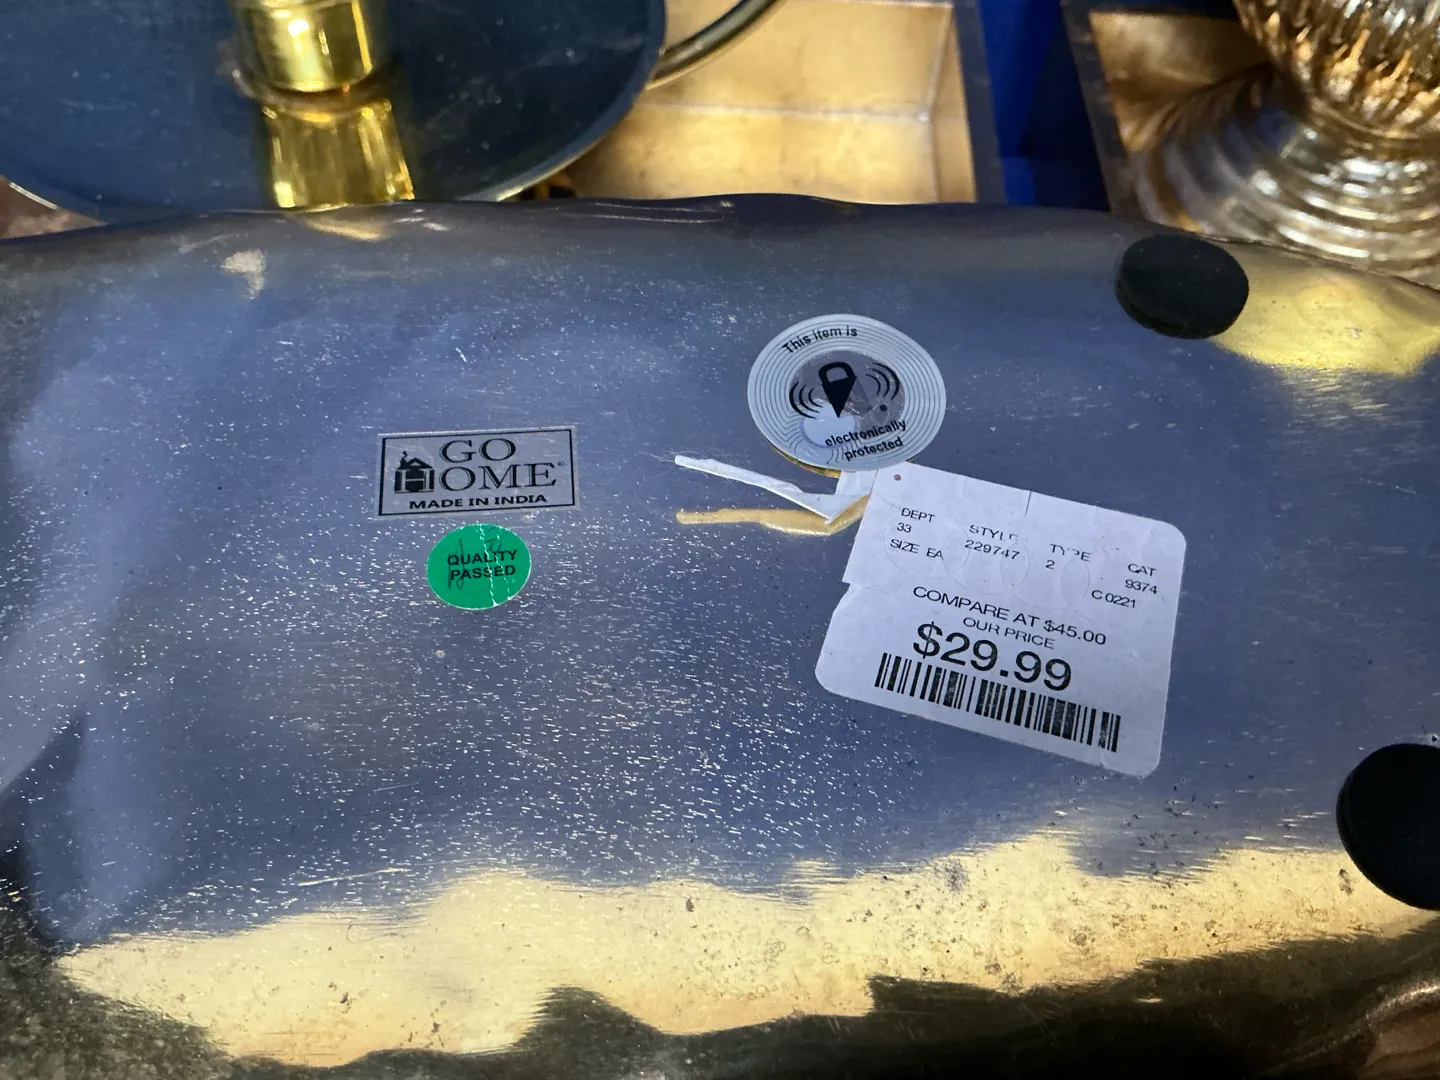 This item is
electronically
protected
GO
HOME®
MADE IN INDIA
QUALITY
PASSED
DEPT STYLE TYPE CAT
33 229747 2 9374
SIZE EA C0221
COMPARE AT $45.00
OUR PRICE
$29.99